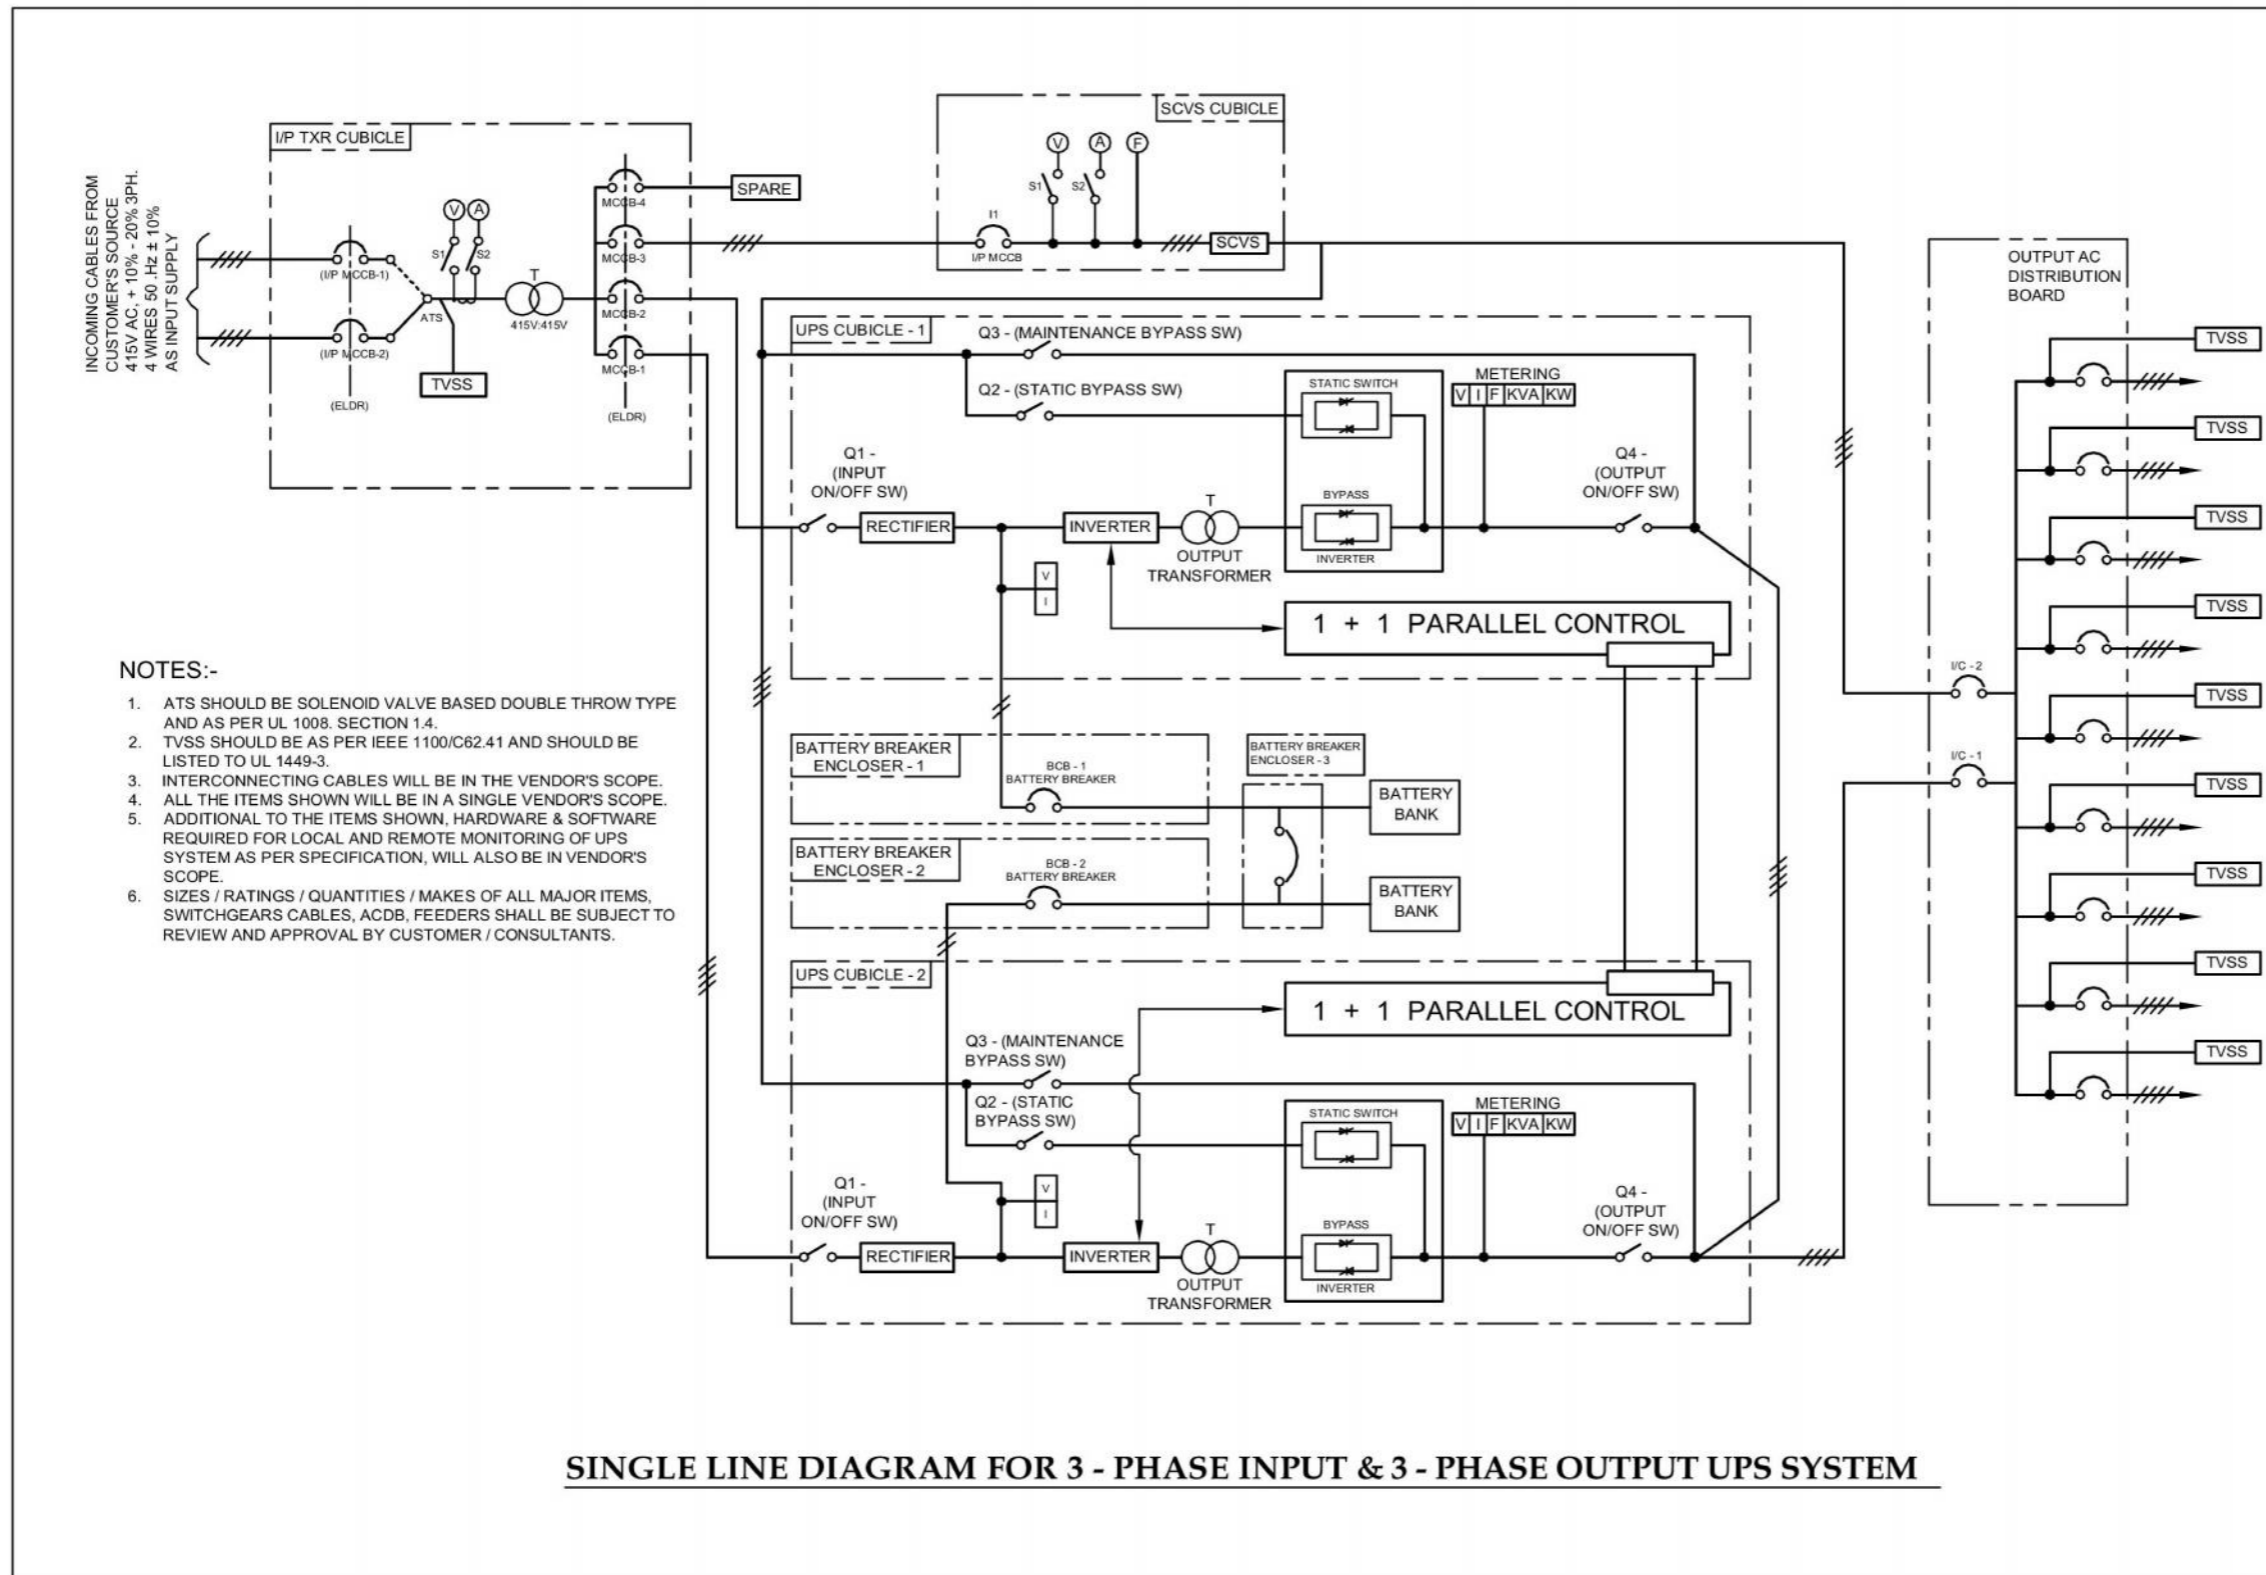 I/P TXR CUBICLE
INCOMING CABLES FROM
CUSTOMER'S SOURCE
415V AC, + 10% - 20% 3PH.
4 WIRES 50 .Hz ± 10%
AS INPUT SUPPLY
(I/P MCCB-1)
(I/P MCCB-2)
(ELDR)
V
A
S1
S2
ATS
T
415V:415V
TVSS
MCCB-4
MCCB-3
MCCB-2
MCCB-1
(ELDR)
SPARE
SCVS CUBICLE
V
A
F
S1
S2
I1
I/P MCCB
SCVS
UPS CUBICLE - 1
Q3 - (MAINTENANCE BYPASS SW)
Q2 - (STATIC BYPASS SW)
STATIC SWITCH
METERING
V I F KVA KW
Q1 -
(INPUT
ON/OFF SW)
RECTIFIER
INVERTER
T
OUTPUT
TRANSFORMER
BYPASS
INVERTER
Q4 -
(OUTPUT
ON/OFF SW)
V
I
1 + 1 PARALLEL CONTROL
BATTERY BREAKER
ENCLOSER - 1
BCB - 1
BATTERY BREAKER
BATTERY BREAKER
ENCLOSER - 3
BATTERY
BANK
BATTERY BREAKER
ENCLOSER - 2
BCB - 2
BATTERY BREAKER
BATTERY
BANK
UPS CUBICLE - 2
1 + 1 PARALLEL CONTROL
Q3 - (MAINTENANCE
BYPASS SW)
Q2 - (STATIC
BYPASS SW)
STATIC SWITCH
METERING
V I F KVA KW
Q1 -
(INPUT
ON/OFF SW)
V
I
RECTIFIER
INVERTER
T
OUTPUT
TRANSFORMER
BYPASS
INVERTER
Q4 -
(OUTPUT
ON/OFF SW)
OUTPUT AC
DISTRIBUTION
BOARD
I/C - 2
I/C - 1
TVSS
TVSS
TVSS
TVSS
TVSS
TVSS
TVSS
TVSS
TVSS
NOTES:-
1. ATS SHOULD BE SOLENOID VALVE BASED DOUBLE THROW TYPE
AND AS PER UL 1008. SECTION 1.4.
2. TVSS SHOULD BE AS PER IEEE 1100/C62.41 AND SHOULD BE
LISTED TO UL 1449-3.
3. INTERCONNECTING CABLES WILL BE IN THE VENDOR'S SCOPE.
4. ALL THE ITEMS SHOWN WILL BE IN A SINGLE VENDOR'S SCOPE.
5. ADDITIONAL TO THE ITEMS SHOWN, HARDWARE & SOFTWARE
REQUIRED FOR LOCAL AND REMOTE MONITORING OF UPS
SYSTEM AS PER SPECIFICATION, WILL ALSO BE IN VENDOR'S
SCOPE.
6. SIZES / RATINGS / QUANTITIES / MAKES OF ALL MAJOR ITEMS,
SWITCHGEARS CABLES, ACDB, FEEDERS SHALL BE SUBJECT TO
REVIEW AND APPROVAL BY CUSTOMER / CONSULTANTS.
SINGLE LINE DIAGRAM FOR 3 - PHASE INPUT & 3 - PHASE OUTPUT UPS SYSTEM